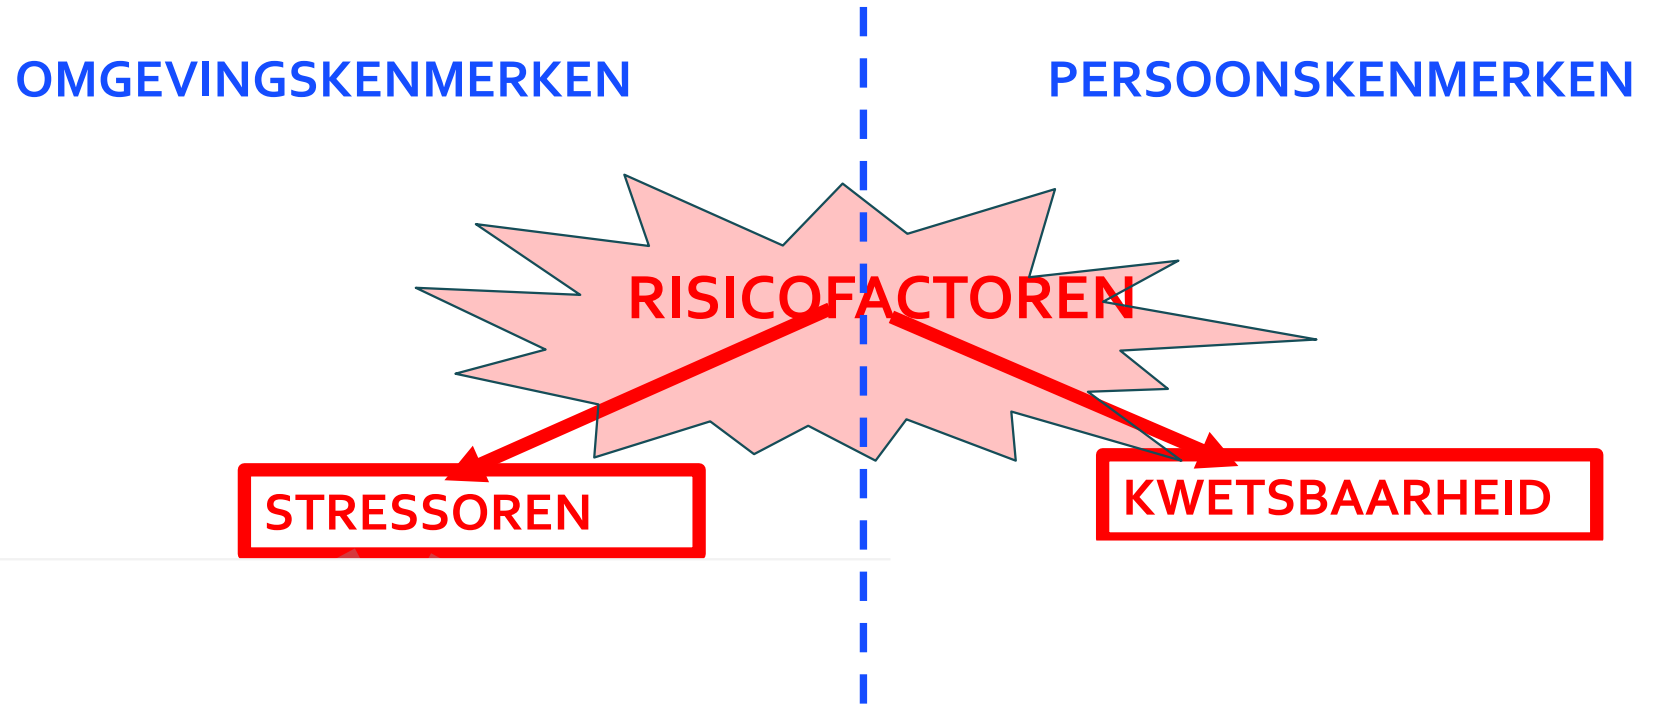 OMGEVINGSKENMERKEN
PERSOONSKENMERKEN
RISICOFACTOREN
STRESSOREN
KWETSBAARHEID